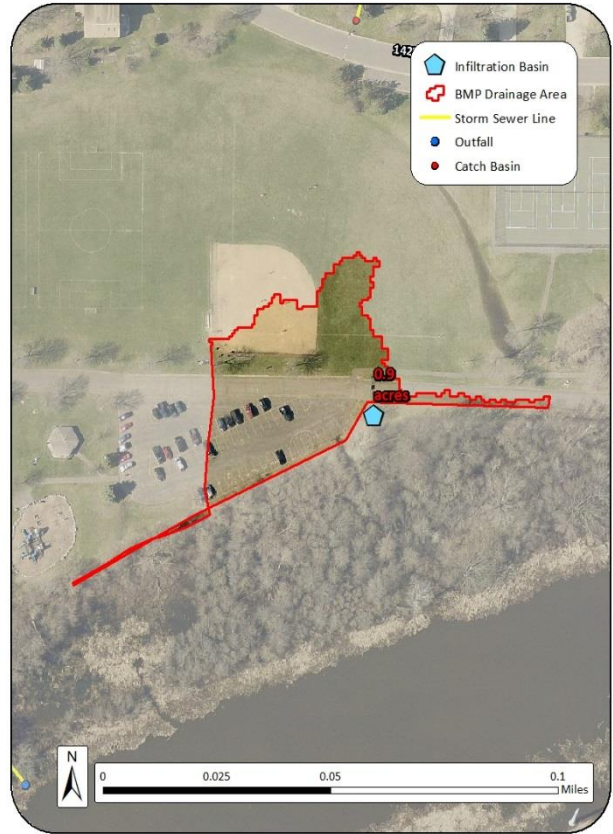 142
Infiltration Basin
BMP Drainage Area
Storm Sewer Line
Outfall
Catch Basin
0.9
acres
N
0 0.025 0.05 0.1
Miles